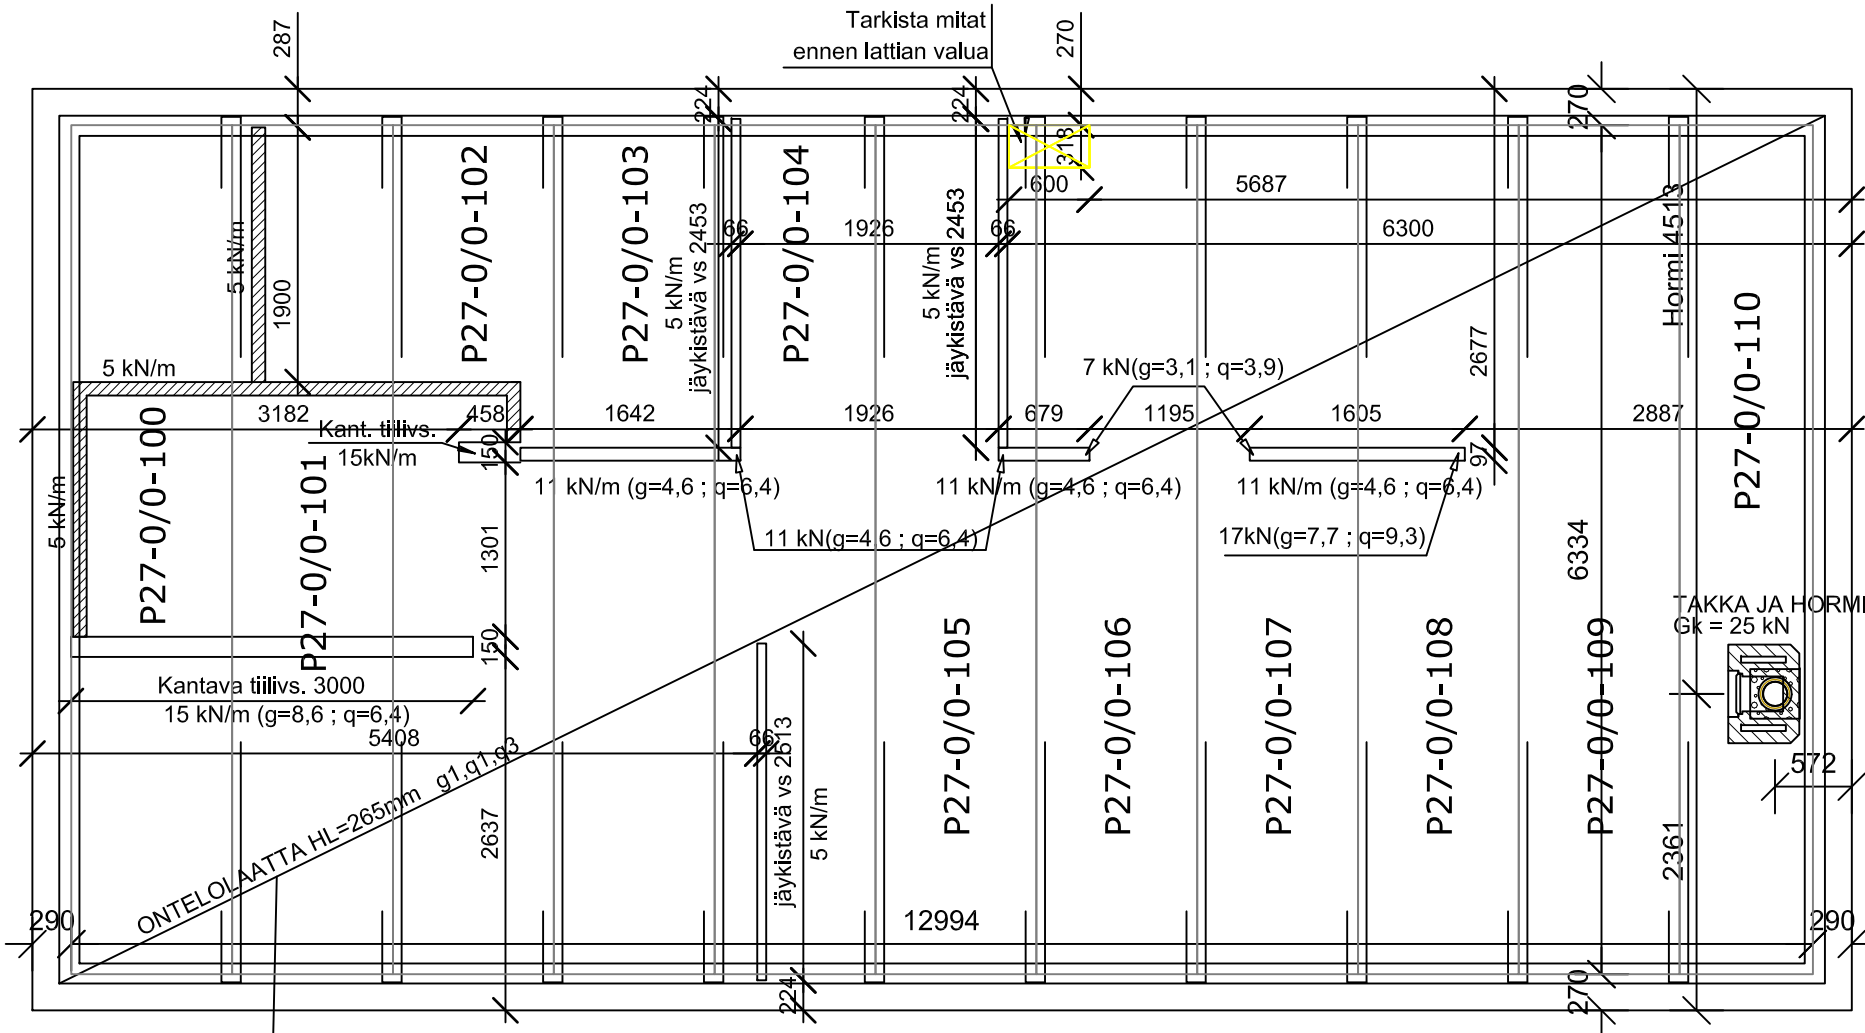 Tarkista mitat
ennen lattian valua
287
270
224
224
270
318
600
5687
66
1926
66
6300
P27-0/0-102
P27-0/0-103
P27-0/0-104
5 kN/m
jäykistävä vs 2453
5 kN/m
jäykistävä vs 2453
5 kN/m
1900
Hormi 4513
2677
P27-0/0-110
7 kN(g=3,1 ; q=3,9)
5 kN/m
3182
458
1642
1926
679
1195
1605
2887
Kant. tiilivs.
15kN/m
150
97
P27-0/0-100
P27-0/0-101
5 kN/m
11 kN/m (g=4,6 ; q=6,4)
11 kN/m (g=4,6 ; q=6,4)
11 kN/m (g=4,6 ; q=6,4)
11 kN(g=4,6 ; q=6,4)
17kN(g=7,7 ; q=9,3)
1301
6334
TAKKA JA HORMI
Gk = 25 kN
150
Kantava tiilivs. 3000
15 kN/m (g=8,6 ; q=6,4)
5408
66
P27-0/0-105
P27-0/0-106
P27-0/0-107
P27-0/0-108
P27-0/0-109
jäykistävä vs 2513
5 kN/m
572
ONTELOLAATTA HL=265mm g1,q1,q3
2637
2361
290
12994
290
224
270